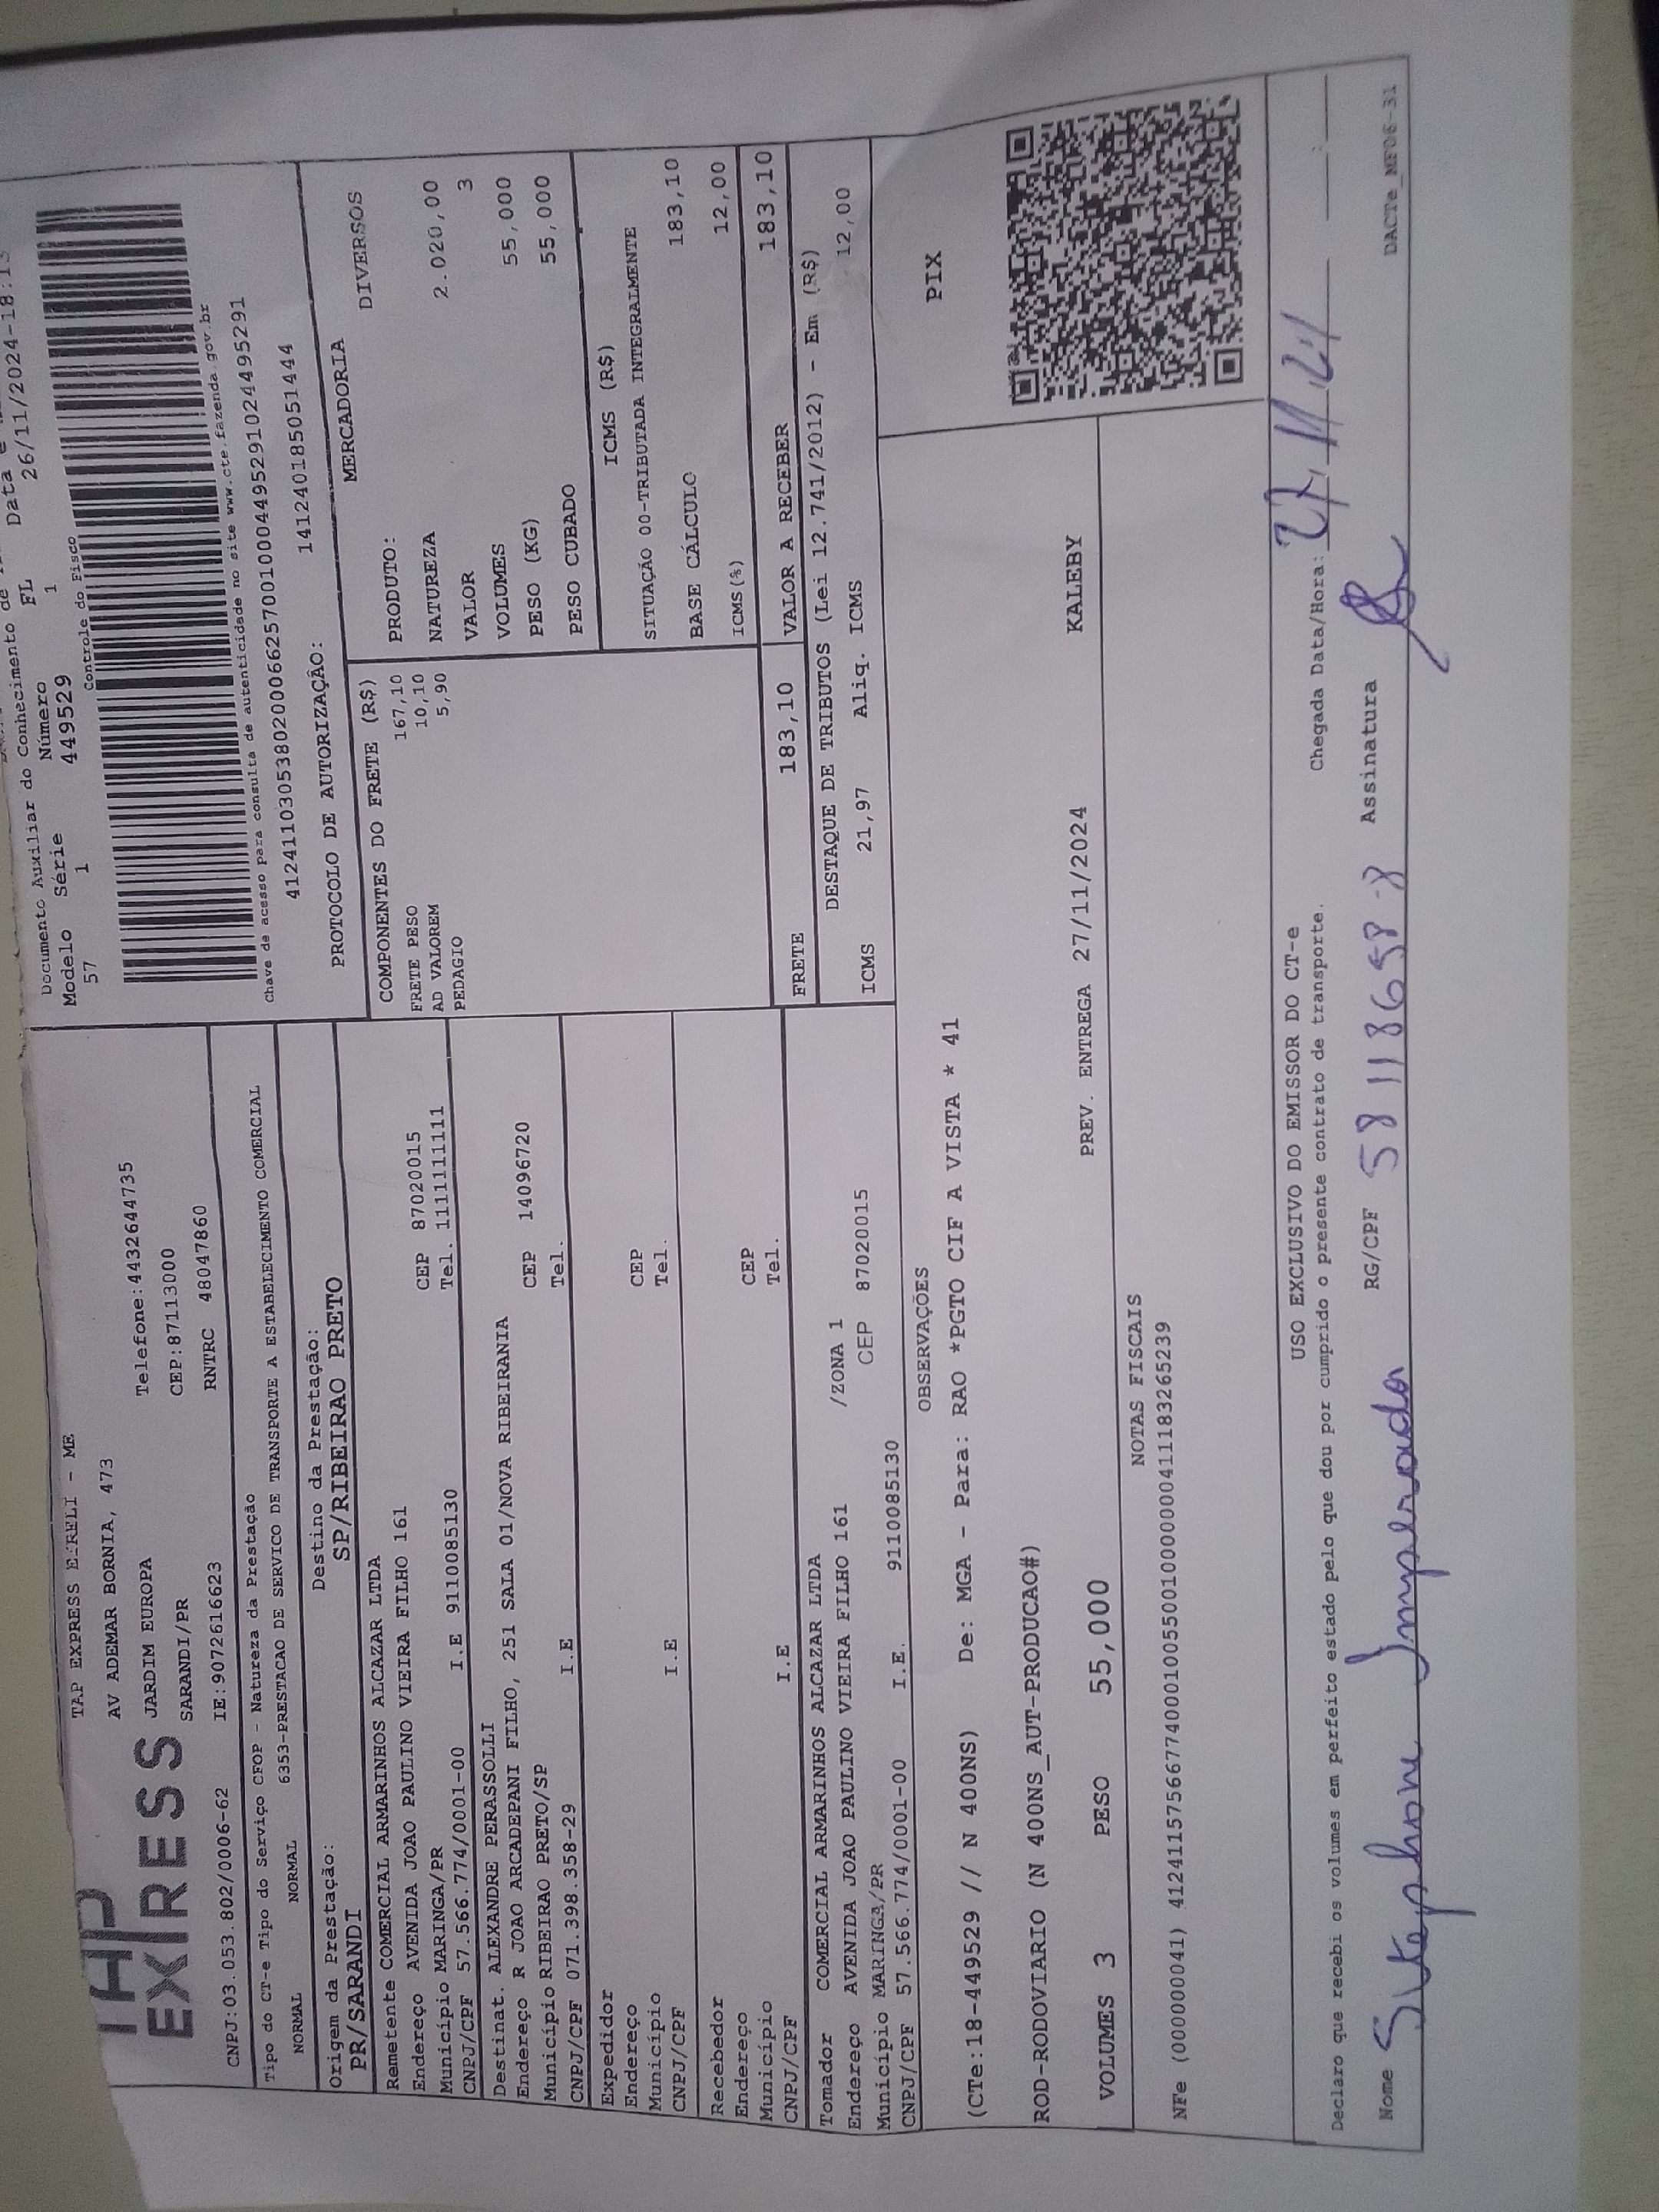 TAP
EXPRESS
TAP EXPRESS EIRELI - ME
AV ADEMAR BORNIA, 473
JARDIM EUROPA Telefone:4432644735
SARANDI/PR CEP:87113000
CNPJ:03.053.802/0006-62 IE:9072616623 RNTRC 48047860
Documento Auxiliar do Conhecimento de
Modelo Série Número FL Data e
57 1 449529 1 26/11/2024-18:13
Controle do Fisco
Chave de acesso para consulta de autenticidade no site www.cte.fazenda.gov.br
41241103053802000662570010004495291024495291
PROTOCOLO DE AUTORIZAÇÃO: 141240185051444
Tipo do CT-e Tipo do Serviço CFOP - Natureza da Prestação
NORMAL NORMAL 6353-PRESTACAO DE SERVICO DE TRANSPORTE A ESTABELECIMENTO COMERCIAL
Origem da Prestação: Destino da Prestação:
PR/SARANDI SP/RIBEIRAO PRETO
Remetente COMERCIAL ARMARINHOS ALCAZAR LTDA
Endereço AVENIDA JOAO PAULINO VIEIRA FILHO 161
Município MARINGA/PR CEP 87020015
CNPJ/CPF 57.566.774/0001-00 I.E 9110085130 Tel. 11111111111
Destinat. ALEXANDRE PERASSOLLI
Endereço R JOAO ARCADEPANI FILHO, 251 SALA 01/NOVA RIBEIRANIA
Município RIBEIRAO PRETO/SP CEP 14096720
CNPJ/CPF 071.398.358-29 I.E Tel.
Expedidor
Endereço
Município CEP
CNPJ/CPF I.E Tel.
Recebedor
Endereço
Município CEP
CNPJ/CPF I.E Tel.
Tomador COMERCIAL ARMARINHOS ALCAZAR LTDA
Endereço AVENIDA JOAO PAULINO VIEIRA FILHO 161 /ZONA 1
Município MARINGA/PR CEP 87020015
CNPJ/CPF 57.566.774/0001-00 I.E. 9110085130
COMPONENTES DO FRETE (R$)
FRETE PESO 167,10
AD VALOREM 10,10
PEDAGIO 5,90
MERCADORIA
PRODUTO: DIVERSOS
NATUREZA
VALOR 2.020,00
VOLUMES 3
PESO (KG) 55,000
PESO CUBADO 55,000
ICMS (R$)
SITUAÇÃO 00-TRIBUTADA INTEGRALMENTE
BASE CÁLCULO 183,10
ICMS(%) 12,00
FRETE 183,10 VALOR A RECEBER 183,10
DESTAQUE DE TRIBUTOS (Lei 12.741/2012) - Em (R$)
ICMS 21,97 Aliq. ICMS 12,00
OBSERVAÇÕES
(CTe:18-449529 // N 400NS) De: MGA - Para: RAO *PGTO CIF A VISTA * 41
ROD-RODOVIARIO (N 400NS_AUT-PRODUCAO#)
PIX
VOLUMES 3 PESO 55,000 PREV. ENTREGA 27/11/2024 KALEBY
NOTAS FISCAIS
NFe (000000041) 41241157566774000100550010000000411183265239
USO EXCLUSIVO DO EMISSOR DO CT-e
Declaro que recebi os volumes em perfeito estado pelo que dou por cumprido o presente contrato de transporte. Chegada Data/Hora: 27/11/24
Nome Stephone Imperador RG/CPF 58118658-8 Assinatura
DACTe_MF06-31